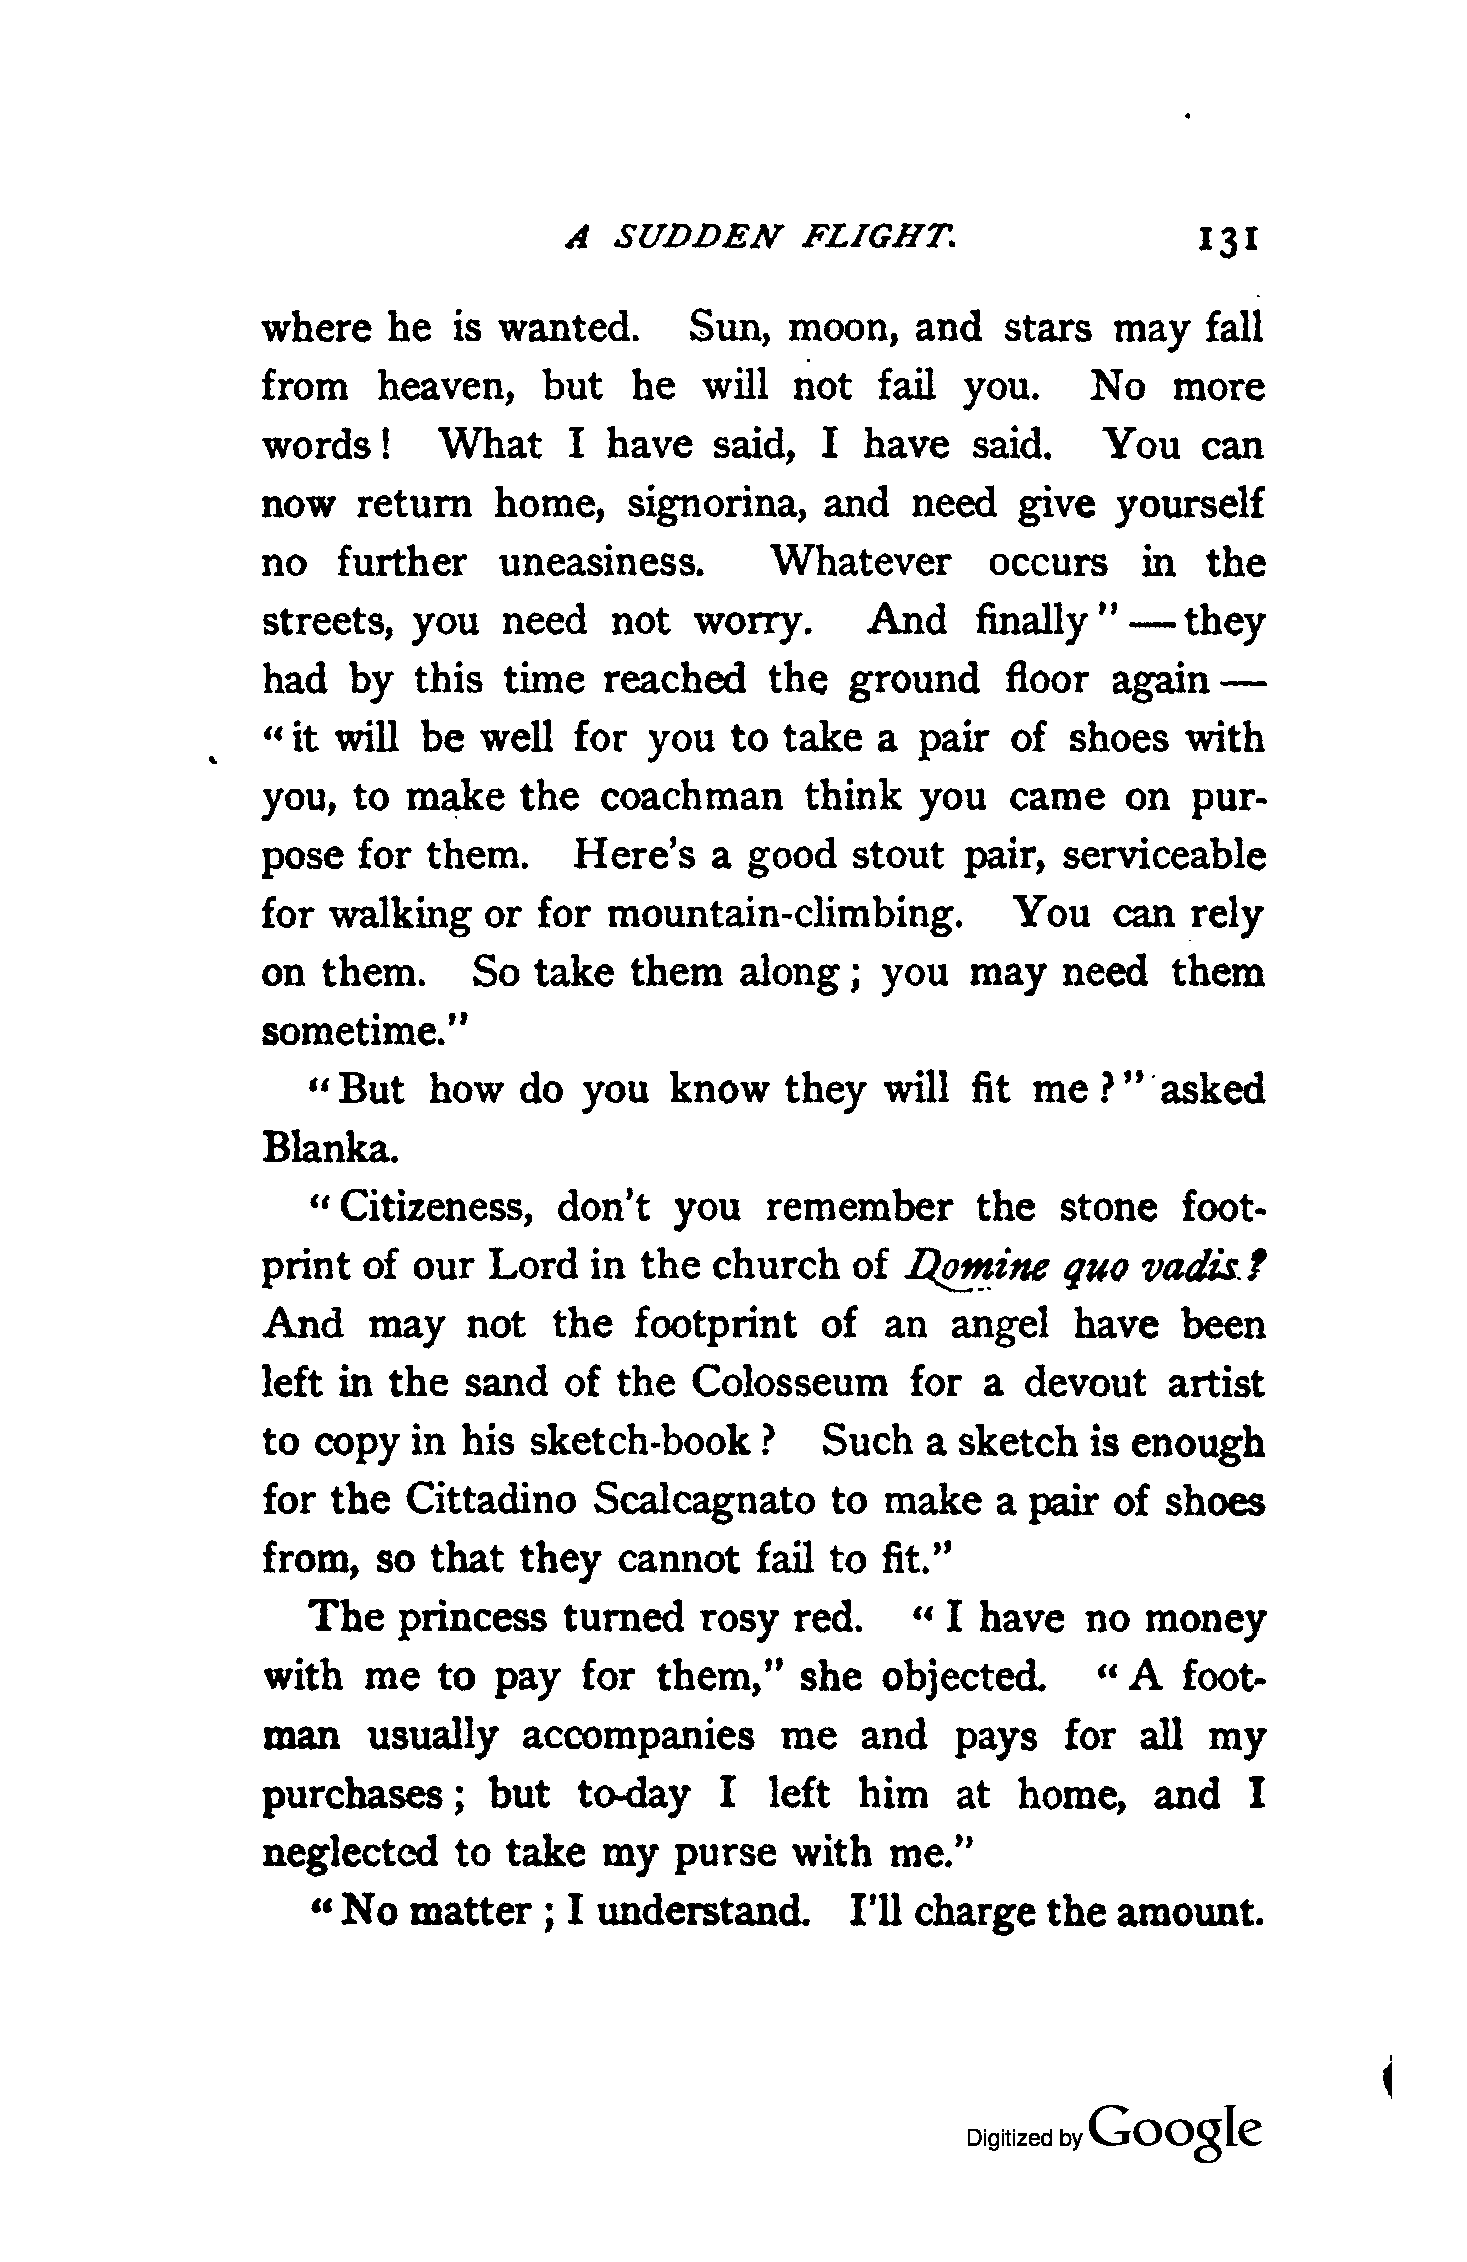 A SUDDEN FLIGHT. 131
where he is wanted. Sun, moon, and stars may fall
from heaven, but he will not fail you. No more
words! What I have said, I have said. You can
now return home, signorina, and need give yourself
no further uneasiness. Whatever occurs in the
streets, you need not worry. And finally" — they
had by this time reached the ground floor again —
"it will be well for you to take a pair of shoes with
you, to make the coachman think you came on pur-
pose for them. Here's a good stout pair, serviceable
for walking or for mountain-climbing. You can rely
on them. So take them along; you may need them
sometime."
"But how do you know they will fit me?" asked
Blanka.
"Citizeness, don't you remember the stone foot-
print of our Lord in the church of Domine quo vadis?
And may not the footprint of an angel have been
left in the sand of the Colosseum for a devout artist
to copy in his sketch-book? Such a sketch is enough
for the Cittadino Scalcagnato to make a pair of shoes
from, so that they cannot fail to fit."
The princess turned rosy red. "I have no money
with me to pay for them," she objected. "A foot-
man usually accompanies me and pays for all my
purchases; but to-day I left him at home, and I
neglected to take my purse with me."
"No matter; I understand. I'll charge the amount.
Digitized by Google